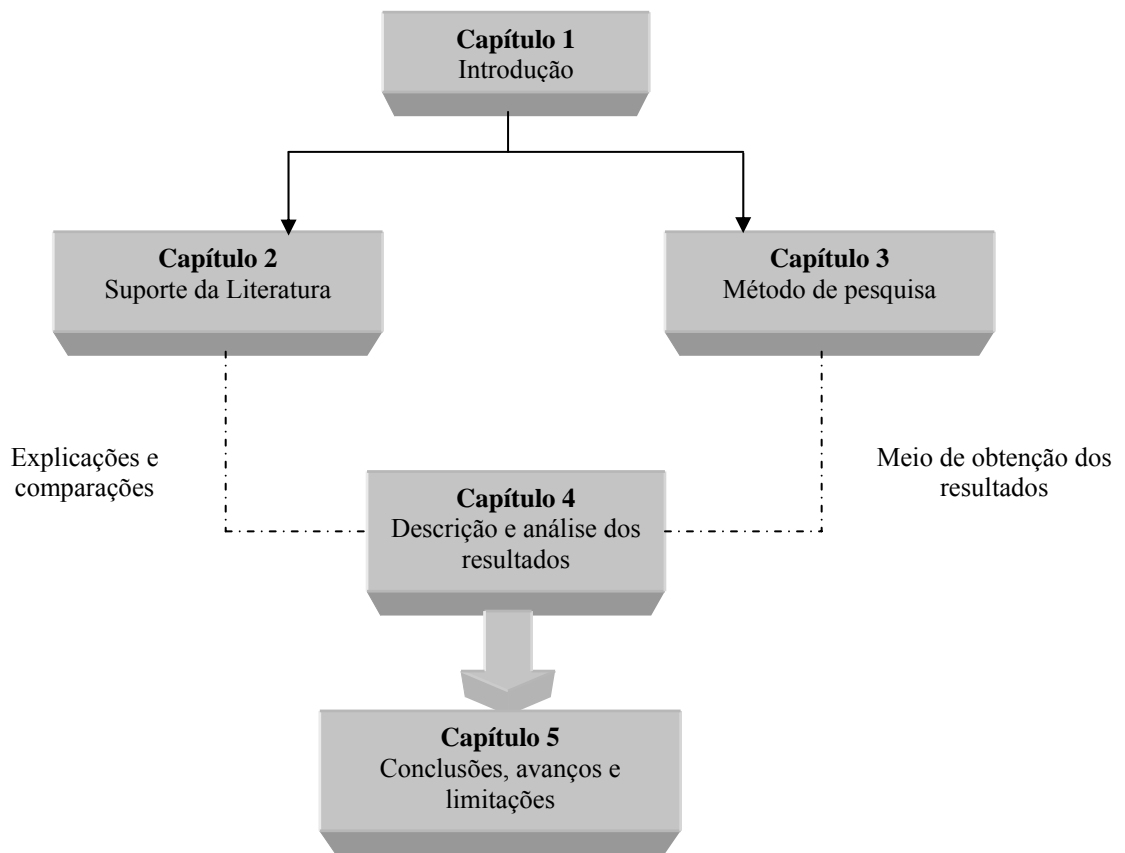 Capítulo 1
Introdução
Capítulo 2
Suporte da Literatura
Capítulo 3
Método de pesquisa
Explicações e
comparações
Meio de obtenção dos
resultados
Capítulo 4
Descrição e análise dos
resultados
Capítulo 5
Conclusões, avanços e
limitações